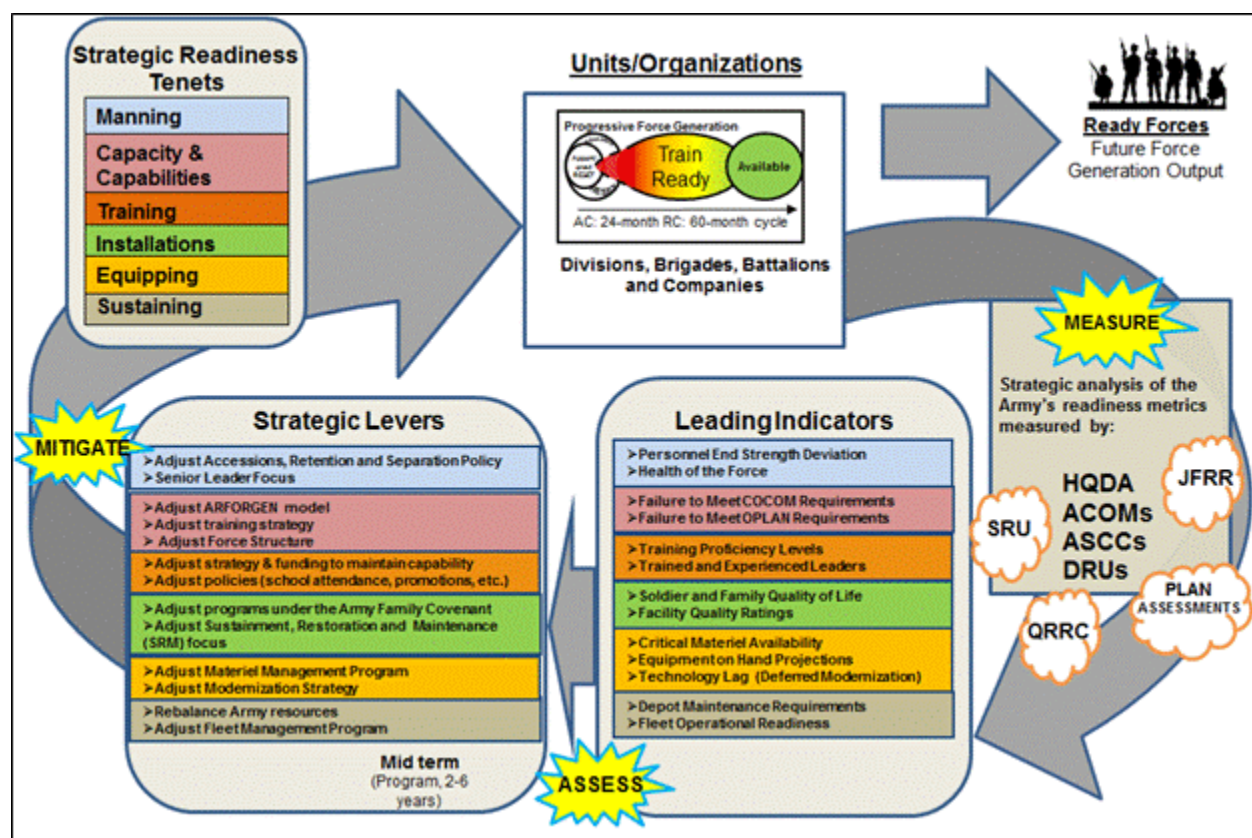 Strategic Readiness
Tenets
Manning
Capacity &
Capabilities
Training
Installations
Equipping
Sustaining
Units/Organizations
Progressive Force Generation
Train
Ready
Available
AC: 24-month RC: 60-month cycle
Divisions, Brigades, Battalions
and Companies
Ready Forces
Future Force
Generation Output
MEASURE
Strategic analysis of the
Army's readiness metrics
measured by:
HQDA
ACOMs
ASCCs
DRUs
JFRR
SRU
PLAN
ASSESSMENTS
QRRC
Leading Indicators
➢Personnel End Strength Deviation
➢Health of the Force
➢Failure to Meet COCOM Requirements
➢Failure to Meet OPLAN Requirements
➢Training Proficiency Levels
➢Trained and Experienced Leaders
➢Soldier and Family Quality of Life
➢Facility Quality Ratings
➢Critical Materiel Availability
➢Equipment on Hand Projections
➢Technology Lag (Deferred Modernization)
➢Depot Maintenance Requirements
➢Fleet Operational Readiness
ASSESS
Strategic Levers
➢Adjust Accessions, Retention and Separation Policy
➢Senior Leader Focus
➢Adjust ARFORGEN model
➢Adjust training strategy
➢Adjust Force Structure
➢Adjust strategy & funding to maintain capability
➢Adjust policies (school attendance, promotions, etc.)
➢Adjust programs under the Army Family Covenant
➢Adjust Sustainment, Restoration and Maintenance
(SRM) focus
➢Adjust Materiel Management Program
➢Adjust Modernization Strategy
➢Rebalance Army resources
➢Adjust Fleet Management Program
Mid term
(Program, 2-6
years)
MITIGATE